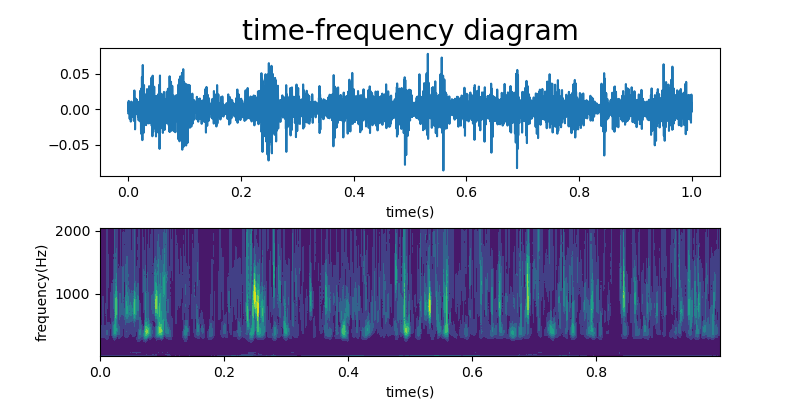 time-frequency diagram
0.05
0.00
−0.05
0.0 0.2 0.4 0.6 0.8 1.0
time(s)
2000
1000
frequency(Hz)
0.0 0.2 0.4 0.6 0.8
time(s)